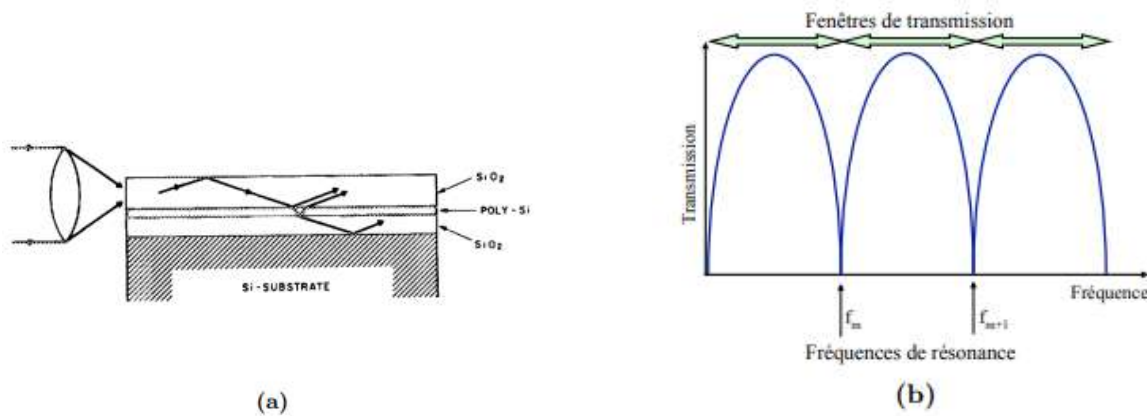 SiO₂
POLY-Si
SiO₂
Si-SUBSTRATE
(a)
Fenêtres de transmission
Transmission
Fréquence
fₘ
fₘ₊₁
Fréquences de résonance
(b)